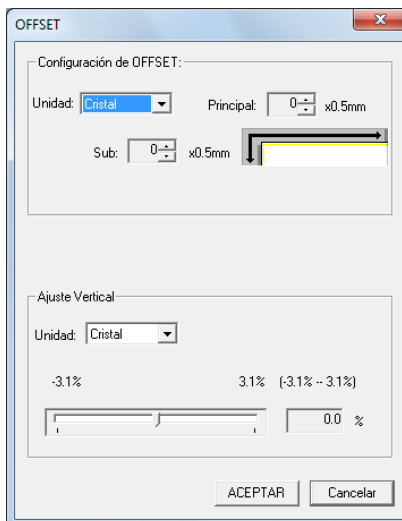 OFFSET
Configuración de OFFSET:
Unidad: Cristal Principal: 0 x0.5mm
Sub: 0 x0.5mm
Ajuste Vertical
Unidad: Cristal
-3.1% 3.1% (-3.1% -- 3.1%)
0.0 %
ACEPTAR Cancelar